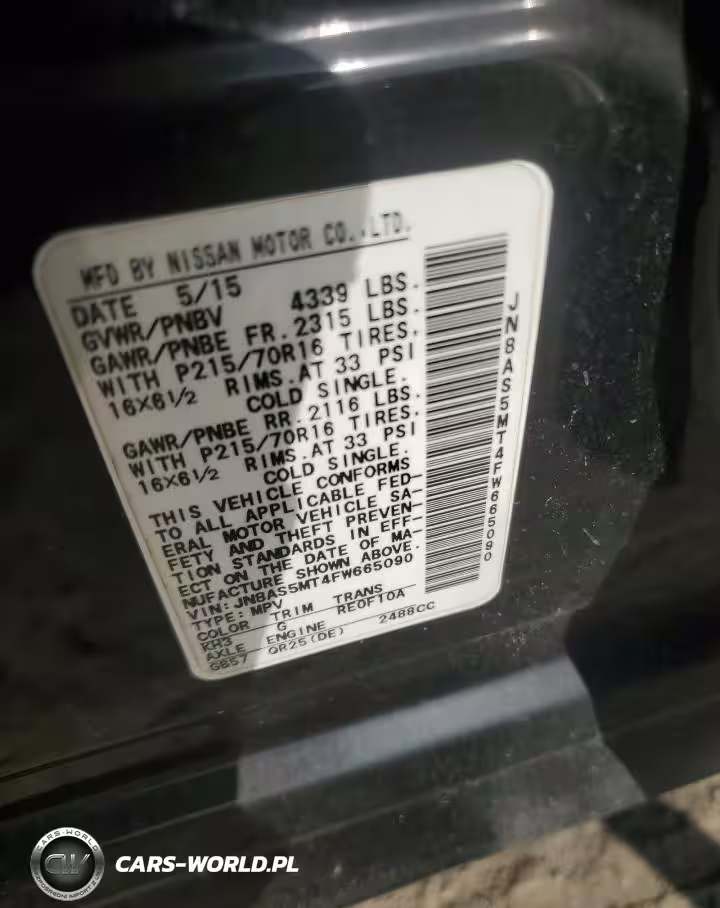 MFD BY NISSAN MOTOR CO.,LTD.
DATE 5/15
GVWR/PNBV 4339 LBS.
GAWR/PNBE FR.2315 LBS.
WITH P215/70R16 TIRES.
16X6½ RIMS.AT 33 PSI
COLD SINGLE.
GAWR/PNBE RR.2116 LBS.
WITH P215/70R16 TIRES.
16X6½ RIMS.AT 33 PSI
COLD SINGLE.
THIS VEHICLE CONFORMS
TO ALL APPLICABLE FED-
ERAL MOTOR VEHICLE SA-
FETY AND THEFT PREVEN-
TION STANDARDS IN EFF-
ECT ON THE DATE OF MA-
NUFACTURE SHOWN ABOVE.
VIN:JN8AS5MT4FW665090
TYPE:MPV
COLOR TRIM TRANS
KH3 G RE0F10A
AXLE ENGINE
GB57 QR25(DE) 2488CC
JN8AS5MT4FW665090
CARS-WORLD
CW
CARS-WORLD.PL